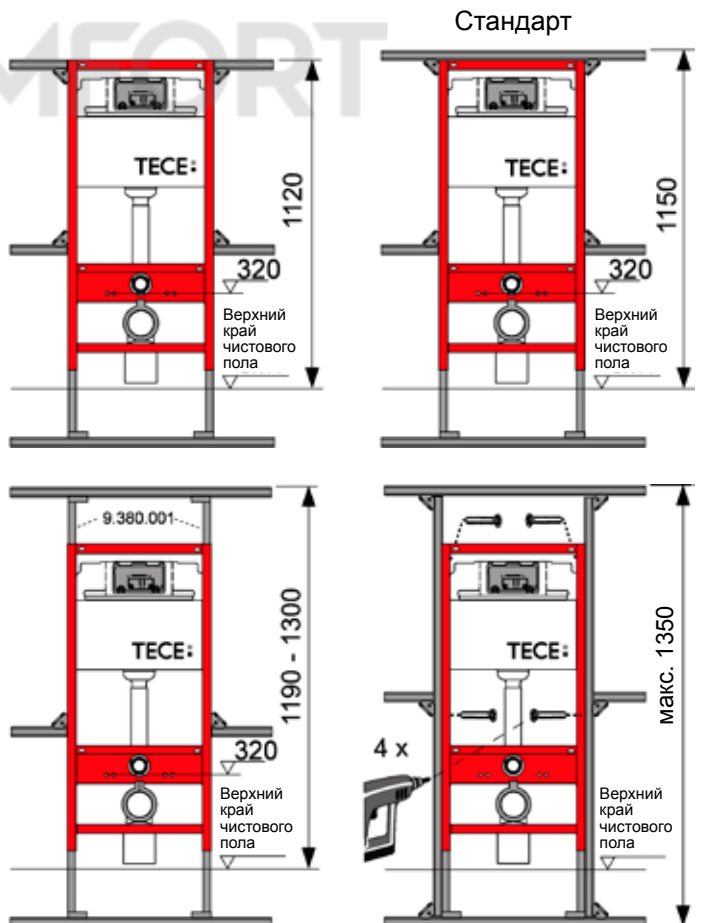 MFORT
Стандарт
TECE:
1120
320
Верхний
край
чистового
пола
TECE:
1150
320
Верхний
край
чистового
пола
9.380.001
TECE:
1190 - 1300
320
Верхний
край
чистового
пола
TECE:
макс. 1350
4 x
Верхний
край
чистового
пола